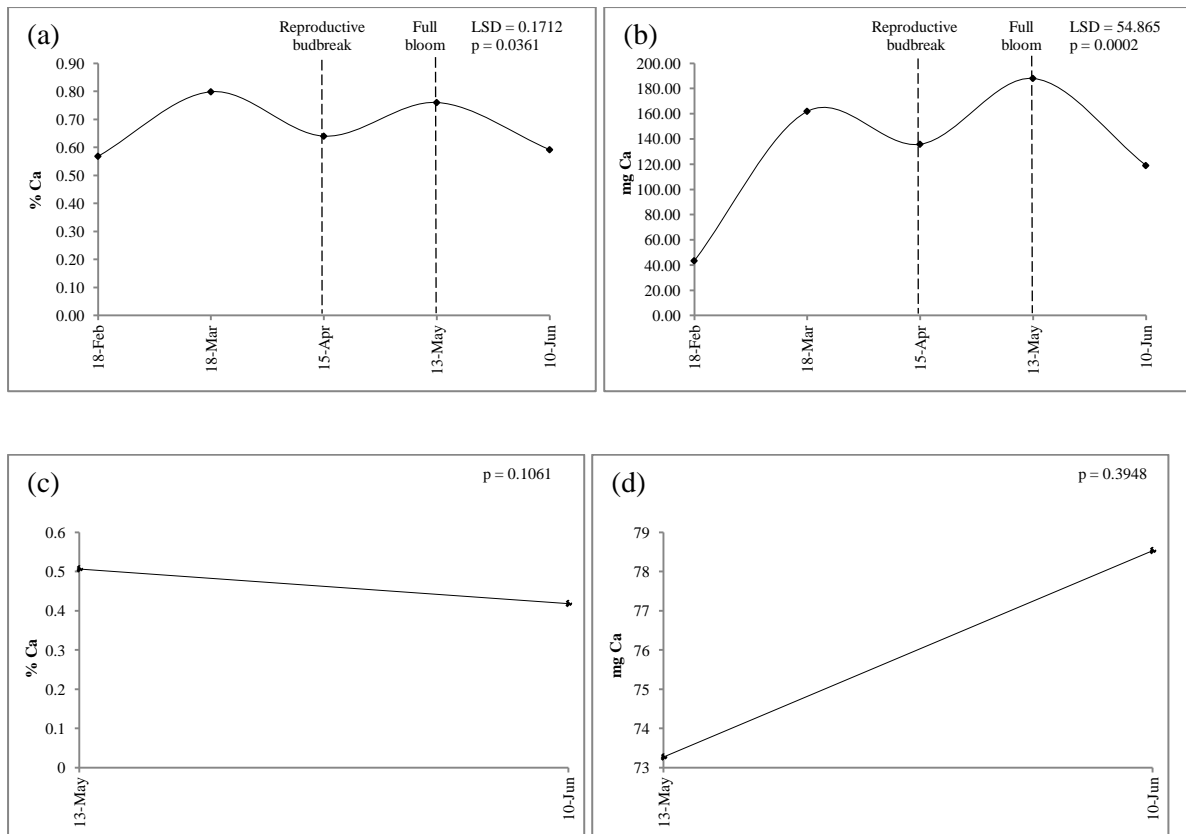 (a)
Reproductive
budbreak
Full
bloom
LSD = 0.1712
p = 0.0361
% Ca
0.90
0.80
0.70
0.60
0.50
0.40
0.30
0.20
0.10
0.00
18-Feb
18-Mar
15-Apr
13-May
10-Jun
(b)
Reproductive
budbreak
Full
bloom
LSD = 54.865
p = 0.0002
mg Ca
200.00
180.00
160.00
140.00
120.00
100.00
80.00
60.00
40.00
20.00
0.00
18-Feb
18-Mar
15-Apr
13-May
10-Jun
(c)
p = 0.1061
% Ca
0.6
0.5
0.4
0.3
0.2
0.1
0
13-May
10-Jun
(d)
p = 0.3948
mg Ca
79
78
77
76
75
74
73
13-May
10-Jun